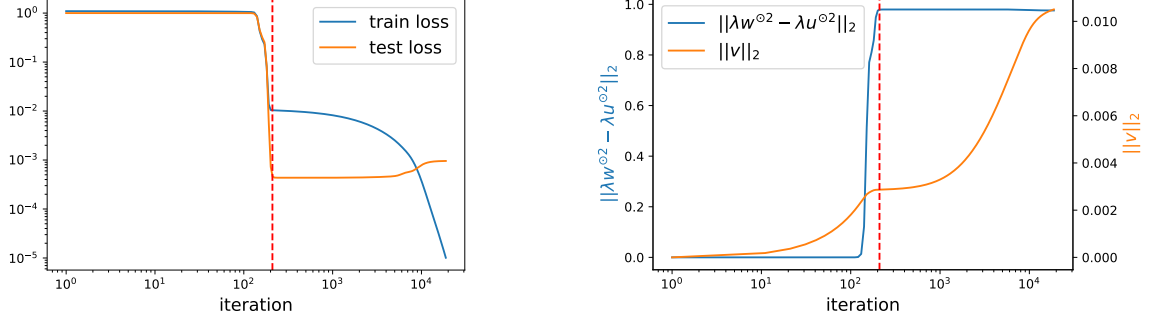 10⁰
10⁻¹
10⁻²
10⁻³
10⁻⁴
10⁻⁵
train loss
test loss
10⁰ 10¹ 10² 10³ 10⁴
iteration
1.0
0.8
0.6
0.4
0.2
0.0
||λw^⊙2 − λu^⊙2||₂
||λw^⊙2 − λu^⊙2||₂
||v||₂
0.010
0.008
0.006
0.004
0.002
0.000
||v||₂
10⁰ 10¹ 10² 10³ 10⁴
iteration